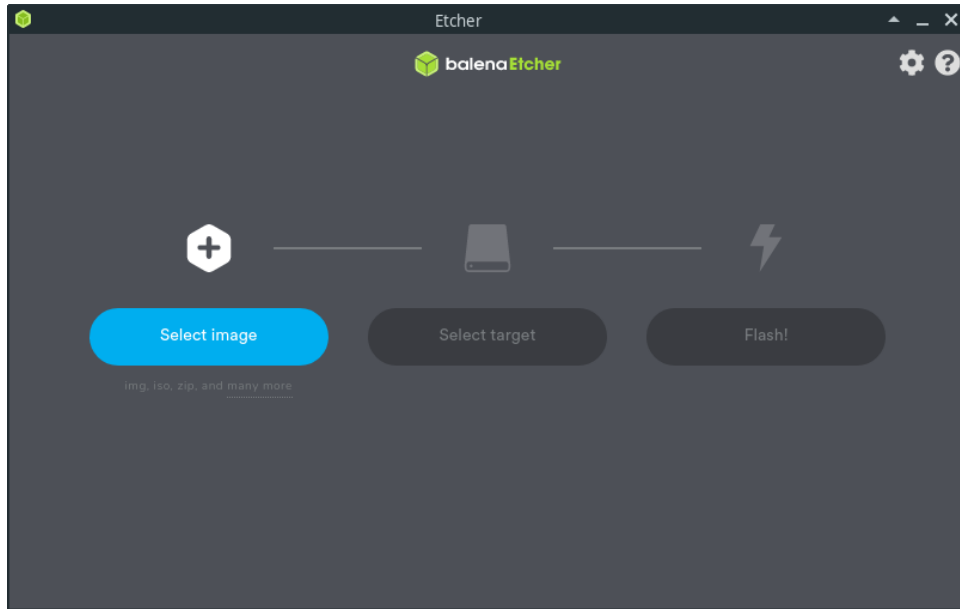 Etcher
balenaEtcher
Select image
Select target
Flash!
img, iso, zip, and many more